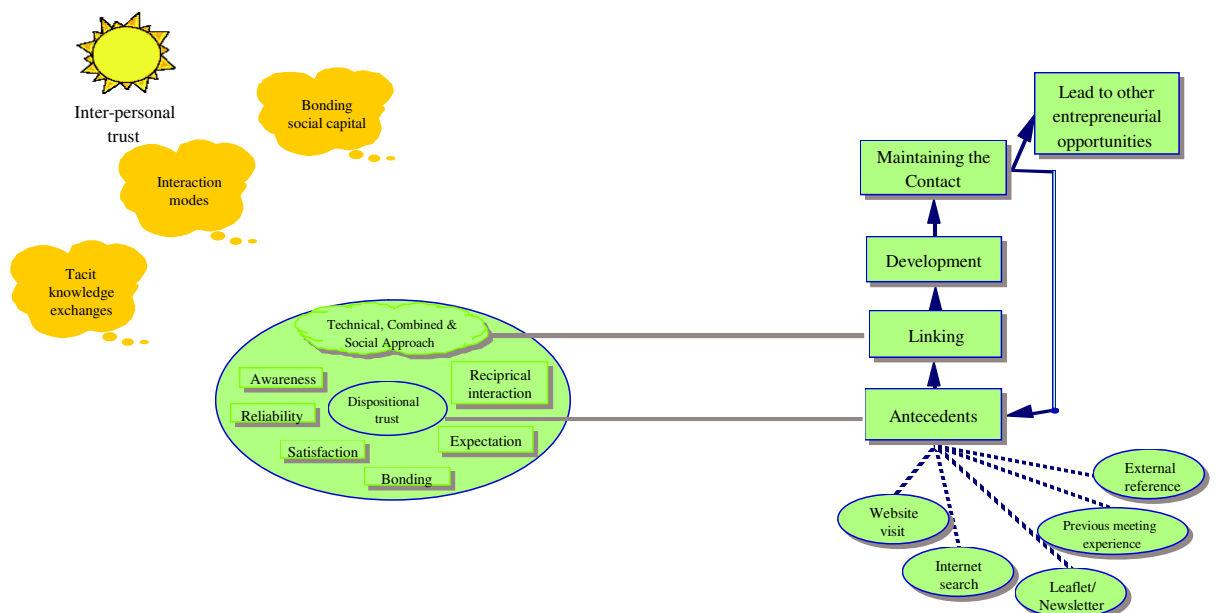 Inter-personal
trust
Bonding
social capital
Interaction
modes
Tacit
knowledge
exchanges
Technical, Combined &
Social Approach
Awareness
Reciprical
interaction
Reliability
Dispositional
trust
Satisfaction
Expectation
Bonding
Lead to other
entrepreneurial
opportunities
Maintaining the
Contact
Development
Linking
Antecedents
External
reference
Website
visit
Previous meeting
experience
Internet
search
Leaflet/
Newsletter